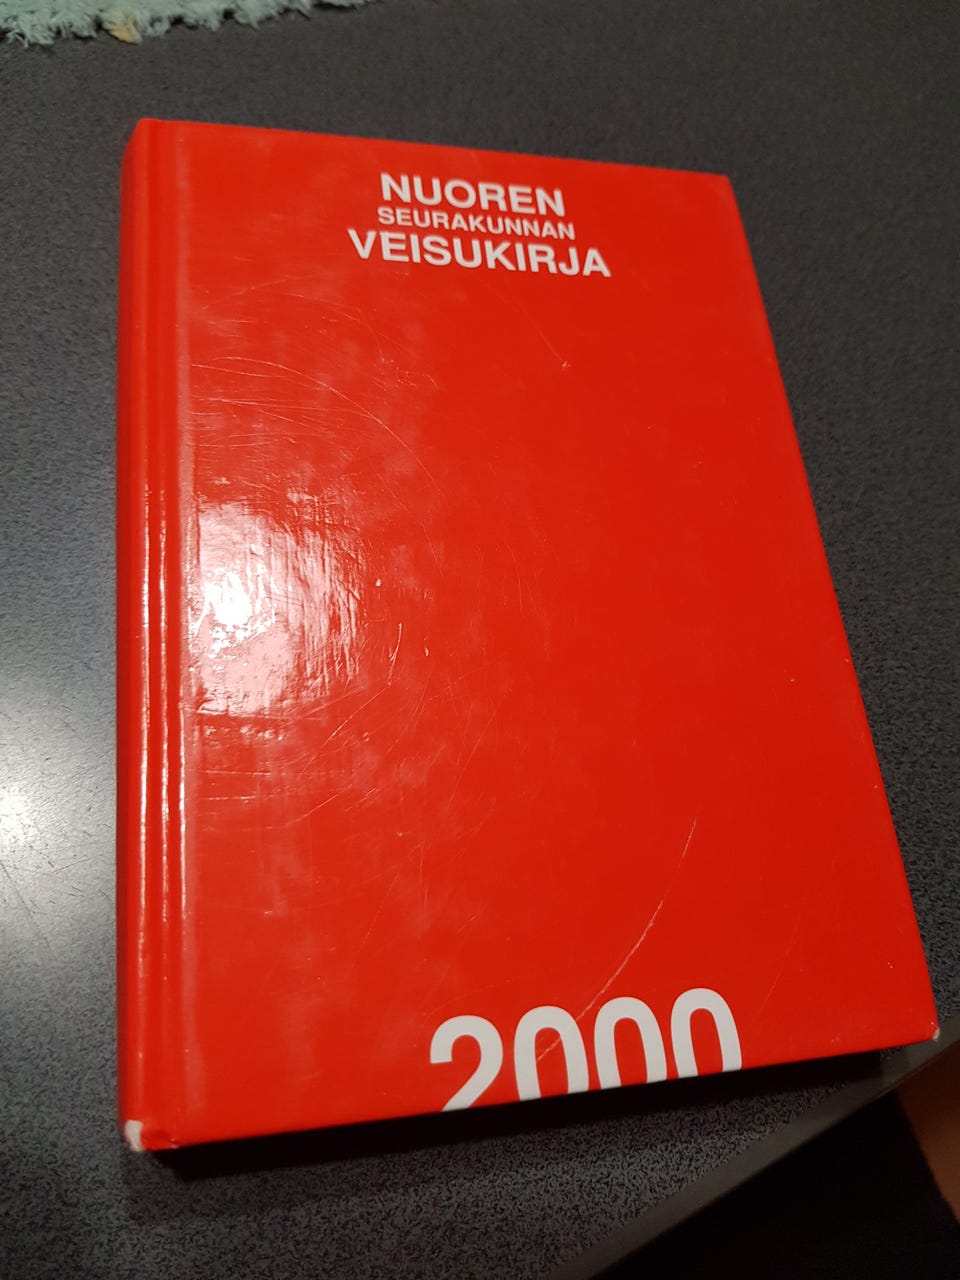 NUOREN
SEURAKUNNAN
VEISUKIRJA
2000